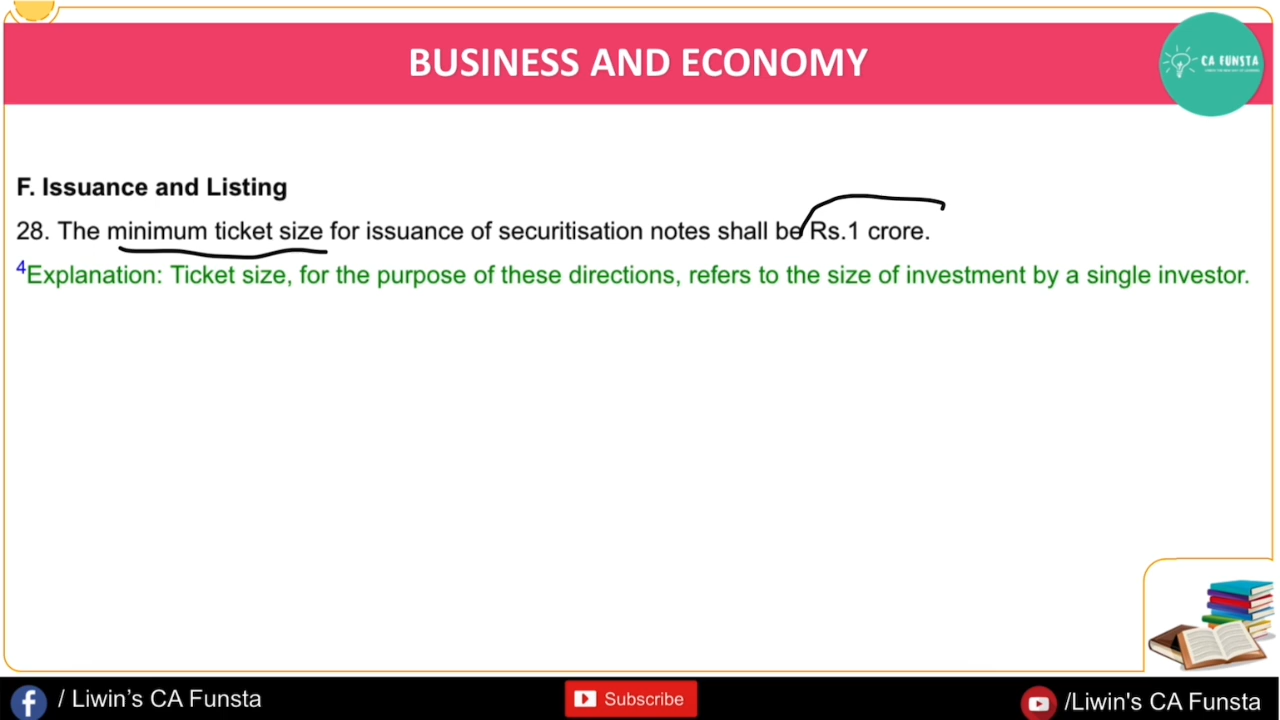 BUSINESS AND ECONOMY
CA FUNSTA
F. Issuance and Listing
28. The minimum ticket size for issuance of securitisation notes shall be Rs.1 crore.
4Explanation: Ticket size, for the purpose of these directions, refers to the size of investment by a single investor.
/ Liwin's CA Funsta
Subscribe
/Liwin's CA Funsta